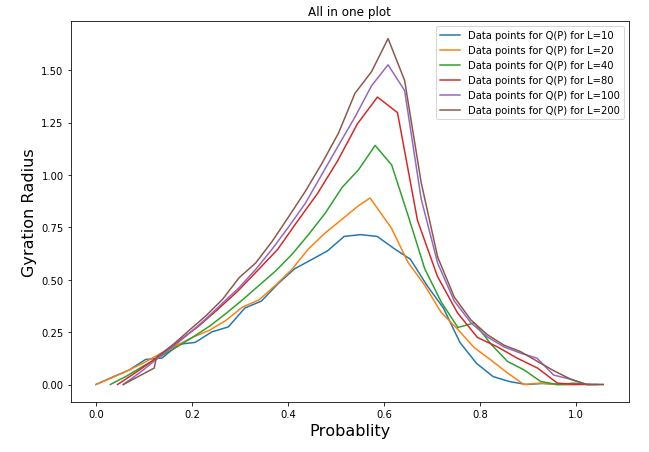 All in one plot
Data points for Q(P) for L=10
Data points for Q(P) for L=20
Data points for Q(P) for L=40
Data points for Q(P) for L=80
Data points for Q(P) for L=100
Data points for Q(P) for L=200
Gyration Radius
1.50
1.25
1.00
0.75
0.50
0.25
0.00
0.0 0.2 0.4 0.6 0.8 1.0
Probablity